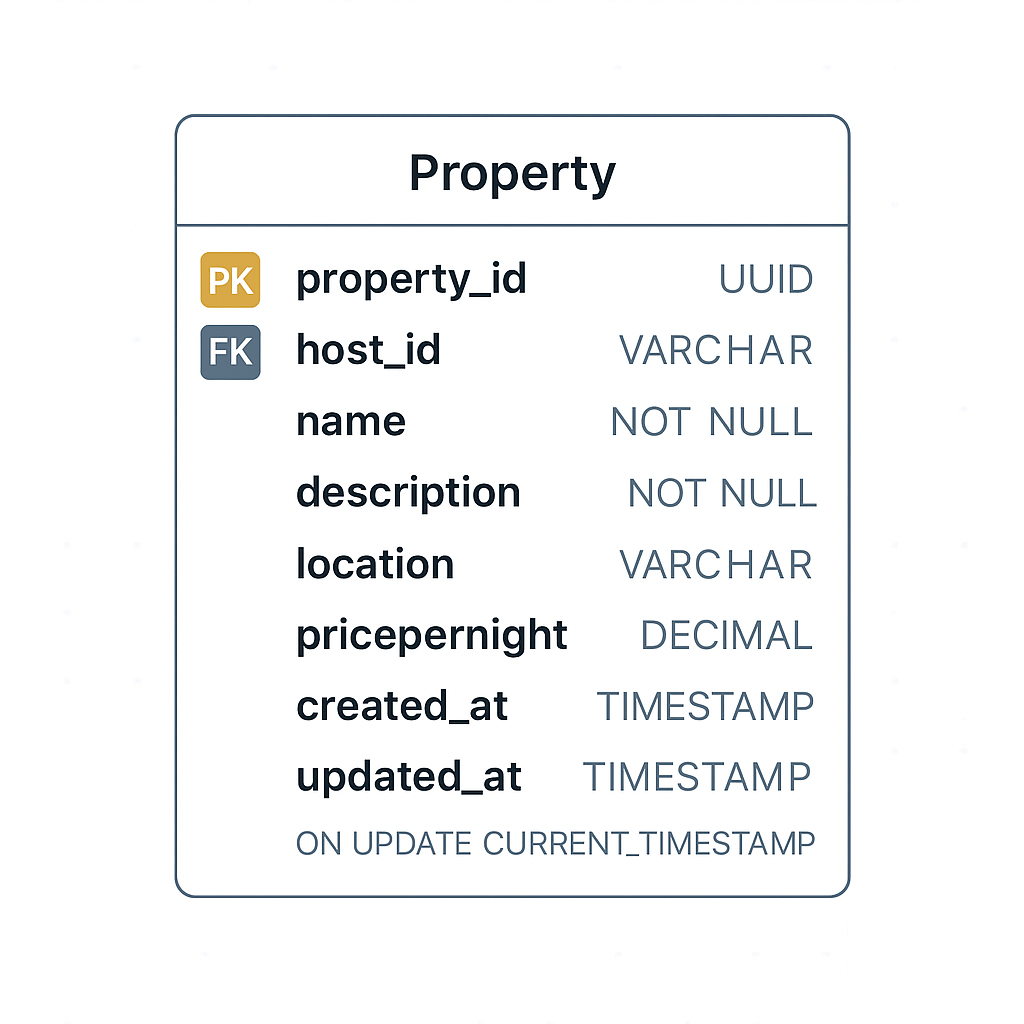 Property
PK property_id UUID
FK host_id VARCHAR
name NOT NULL
description NOT NULL
location VARCHAR
pricepernight DECIMAL
created_at TIMESTAMP
updated_at TIMESTAMP
ON UPDATE CURRENT_TIMESTAMP